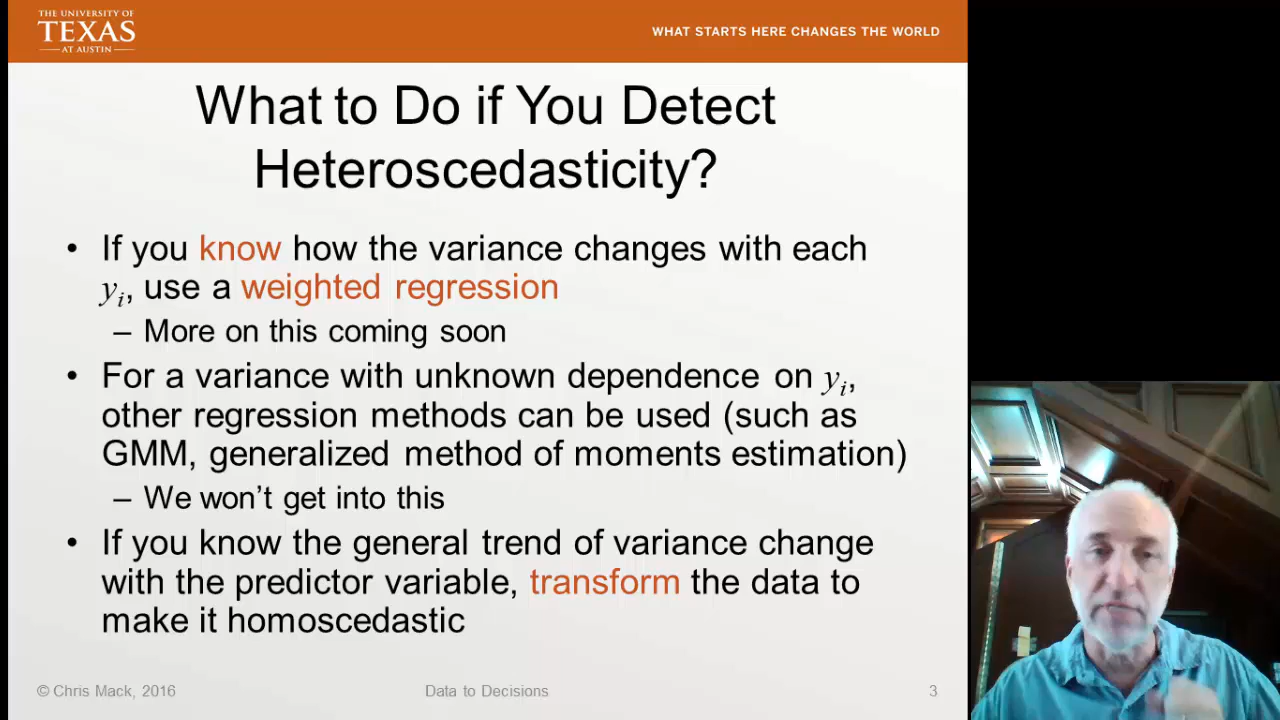 THE UNIVERSITY OF
TEXAS
AT AUSTIN
WHAT STARTS HERE CHANGES THE WORLD
What to Do if You Detect
Heteroscedasticity?
• If you know how the variance changes with each
yᵢ, use a weighted regression
– More on this coming soon
• For a variance with unknown dependence on yᵢ,
other regression methods can be used (such as
GMM, generalized method of moments estimation)
– We won’t get into this
• If you know the general trend of variance change
with the predictor variable, transform the data to
make it homoscedastic
© Chris Mack, 2016
Data to Decisions
3